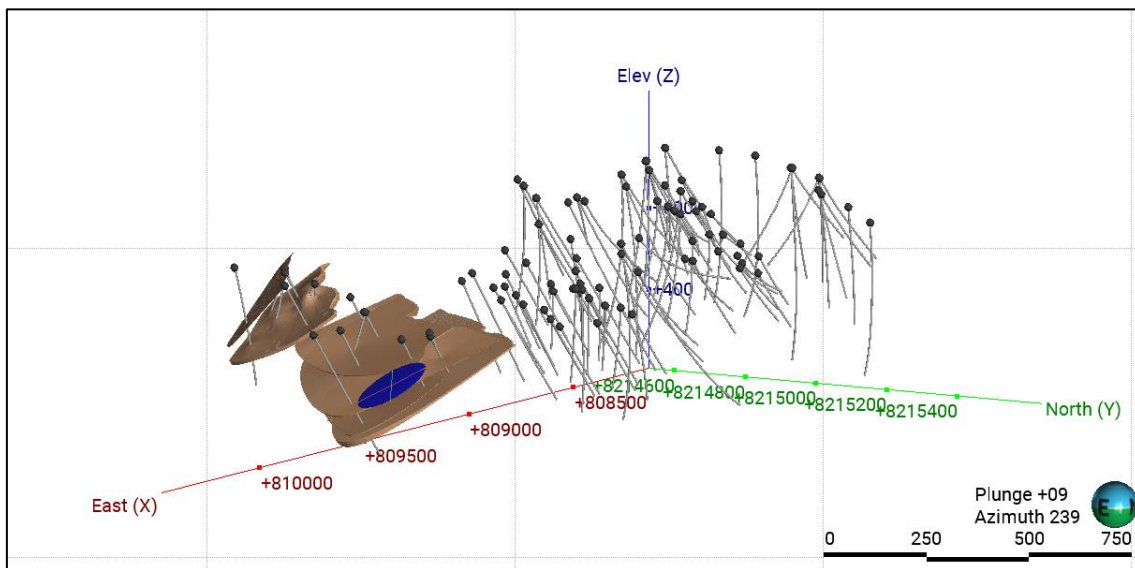 Elev (Z)
+400
+8214600
+808500
+8214800
+8215000
+8215200
+8215400
North (Y)
+809000
+809500
+810000
East (X)
Plunge +09
Azimuth 239
E N
0 250 500 750